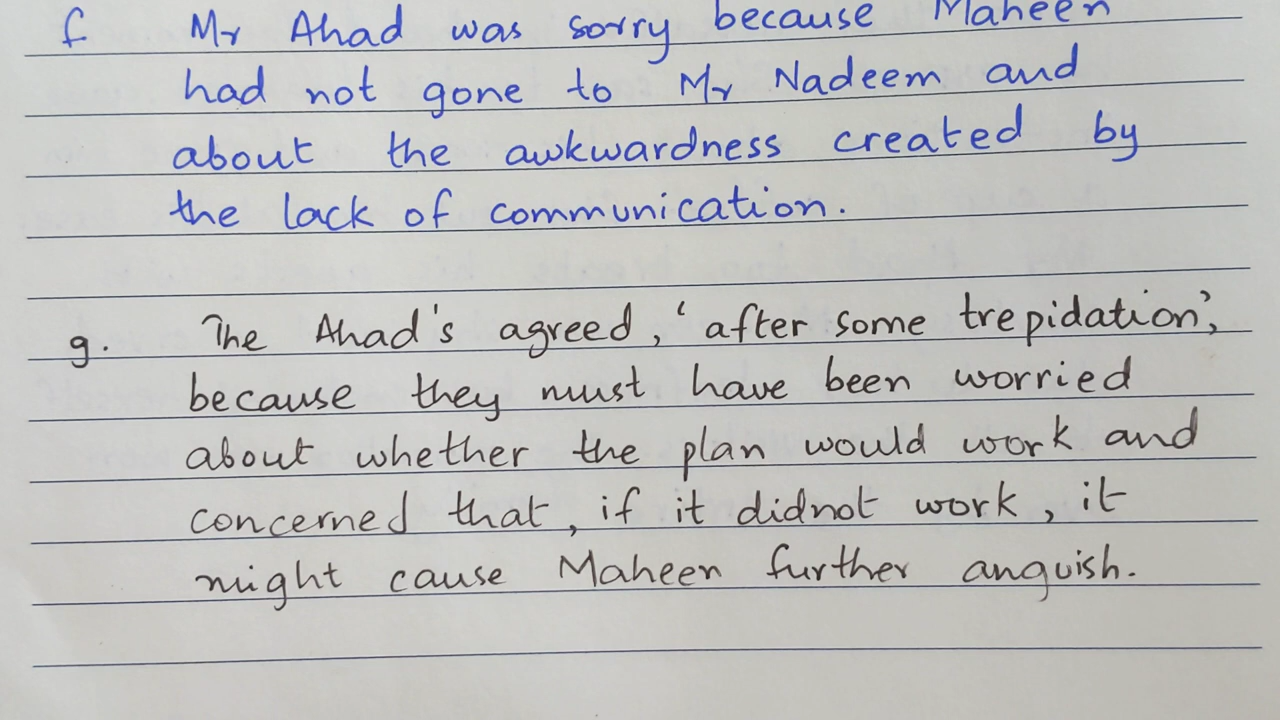 f Mr Ahad was sorry because Maheen
had not gone to Mr Nadeem and
about the awkwardness created by
the lack of communication.
g. The Ahad's agreed, 'after some trepidation',
because they must have been worried
about whether the plan would work and
concerned that, if it didnot work, it
might cause Maheen further anguish.